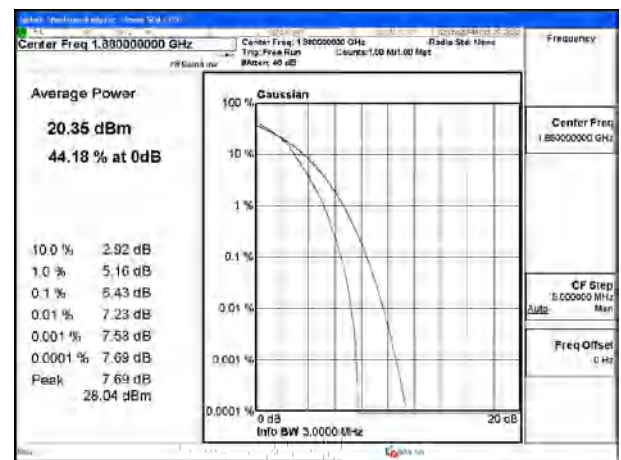 Center Freq 1.880000000 GHz
Center Freq: 1.880000000 GHz
Radio Std: None
Trig: Free Run
Counts:1.00 M/1.00 Mpt
#Atten: 40 dB
Frequency
Average Power
20.35 dBm
44.18 % at 0dB
10.0 % 2.92 dB
1.0 % 5.16 dB
0.1 % 6.43 dB
0.01 % 7.23 dB
0.001 % 7.53 dB
0.0001 % 7.69 dB
Peak 7.69 dB
28.04 dBm
Gaussian
100 %
10 %
1 %
0.1 %
0.01 %
0.001 %
0.0001 %
0 dB
20 dB
Info BW 3.0000 MHz
Center Freq
1.880000000 GHz
CF Step
5.000000 MHz
Auto Man
Freq Offset
0 Hz